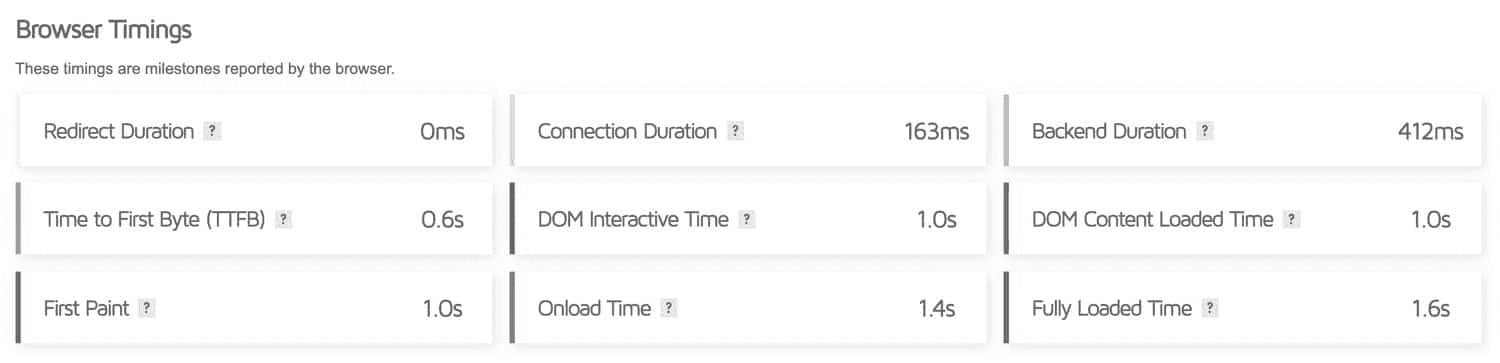 Browser Timings
These timings are milestones reported by the browser.
Redirect Duration ? 0ms
Connection Duration ? 163ms
Backend Duration ? 412ms
Time to First Byte (TTFB) ? 0.6s
DOM Interactive Time ? 1.0s
DOM Content Loaded Time ? 1.0s
First Paint ? 1.0s
Onload Time ? 1.4s
Fully Loaded Time ? 1.6s